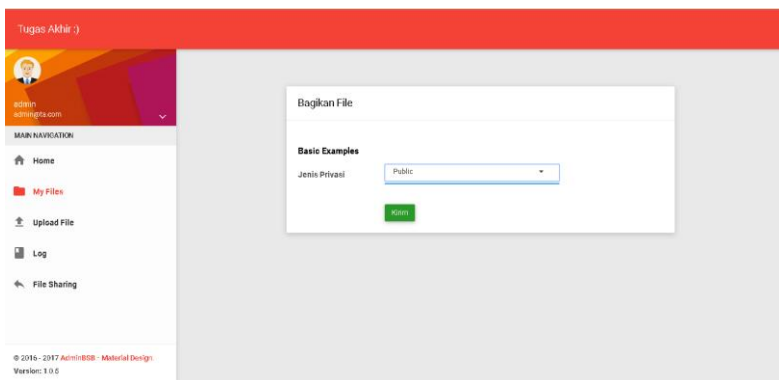 Tugas Akhir :)
admin
admin@ta.com
MAIN NAVIGATION
Home
My Files
Upload File
Log
File Sharing
© 2016 - 2017 AdminBSB - Material Design
Version: 1.0.5
Bagikan File
Basic Examples
Jenis Privasi
Public
Kirim